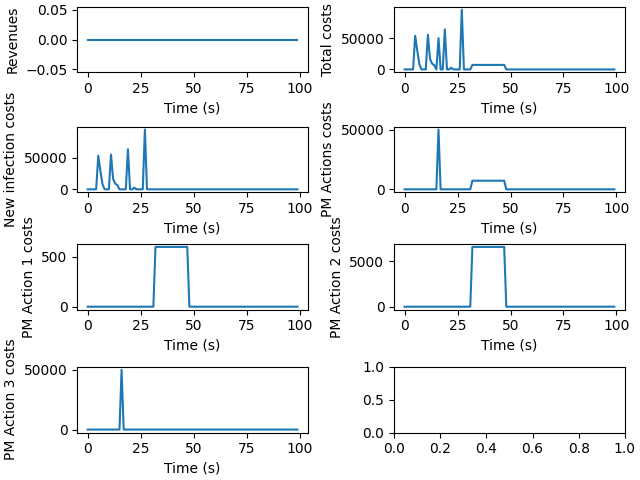 Revenues
0.05
0.00
−0.05
0 25 50 75 100
Time (s)
Total costs
50000
0
0 25 50 75 100
Time (s)
New infection costs
50000
0
0 25 50 75 100
Time (s)
PM Actions costs
50000
0
0 25 50 75 100
Time (s)
PM Action 1 costs
500
0
0 25 50 75 100
Time (s)
PM Action 2 costs
5000
0
0 25 50 75 100
Time (s)
PM Action 3 costs
50000
0
0 25 50 75 100
Time (s)
1.0
0.5
0.0
0.0 0.2 0.4 0.6 0.8 1.0